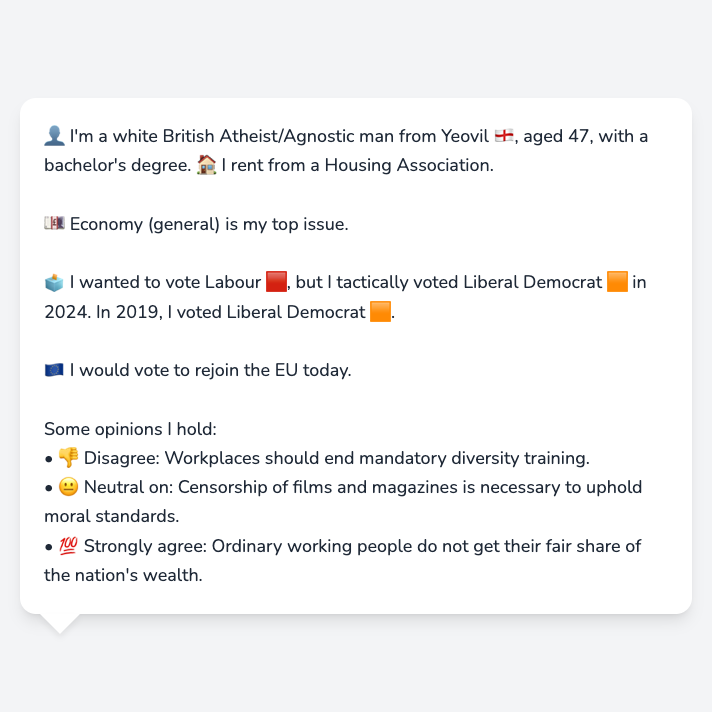 👤 I'm a white British Atheist/Agnostic man from Yeovil 🏴󠁧󠁢󠁥󠁮󠁧󠁿, aged 47, with a
bachelor's degree. 🏠 I rent from a Housing Association.
💷 Economy (general) is my top issue.
🗳️ I wanted to vote Labour 🟥, but I tactically voted Liberal Democrat 🟧 in
2024. In 2019, I voted Liberal Democrat 🟧.
🇪🇺 I would vote to rejoin the EU today.
Some opinions I hold:
• 👎 Disagree: Workplaces should end mandatory diversity training.
• 😐 Neutral on: Censorship of films and magazines is necessary to uphold
moral standards.
• 💯 Strongly agree: Ordinary working people do not get their fair share of
the nation's wealth.